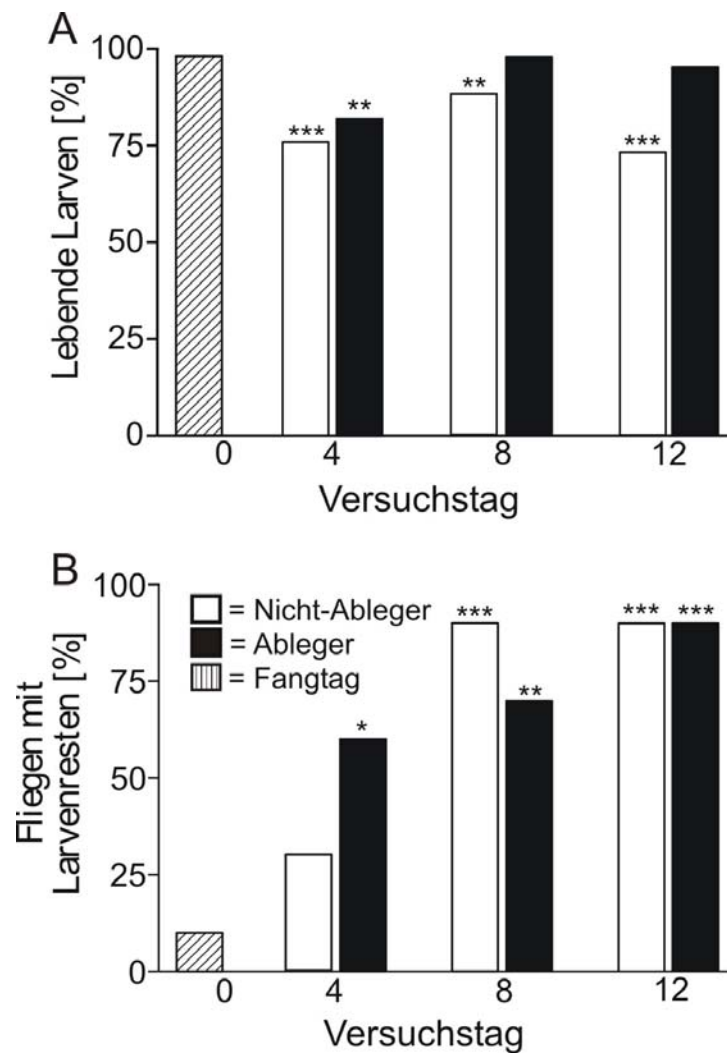 A
Lebende Larven [%]
100
75
50
25
0
***
**
**
***
0
4
8
12
Versuchstag
B
Fliegen mit
Larvenresten [%]
100
75
50
25
0
= Nicht-Ableger
= Ableger
= Fangtag
*
***
**
***
***
0
4
8
12
Versuchstag